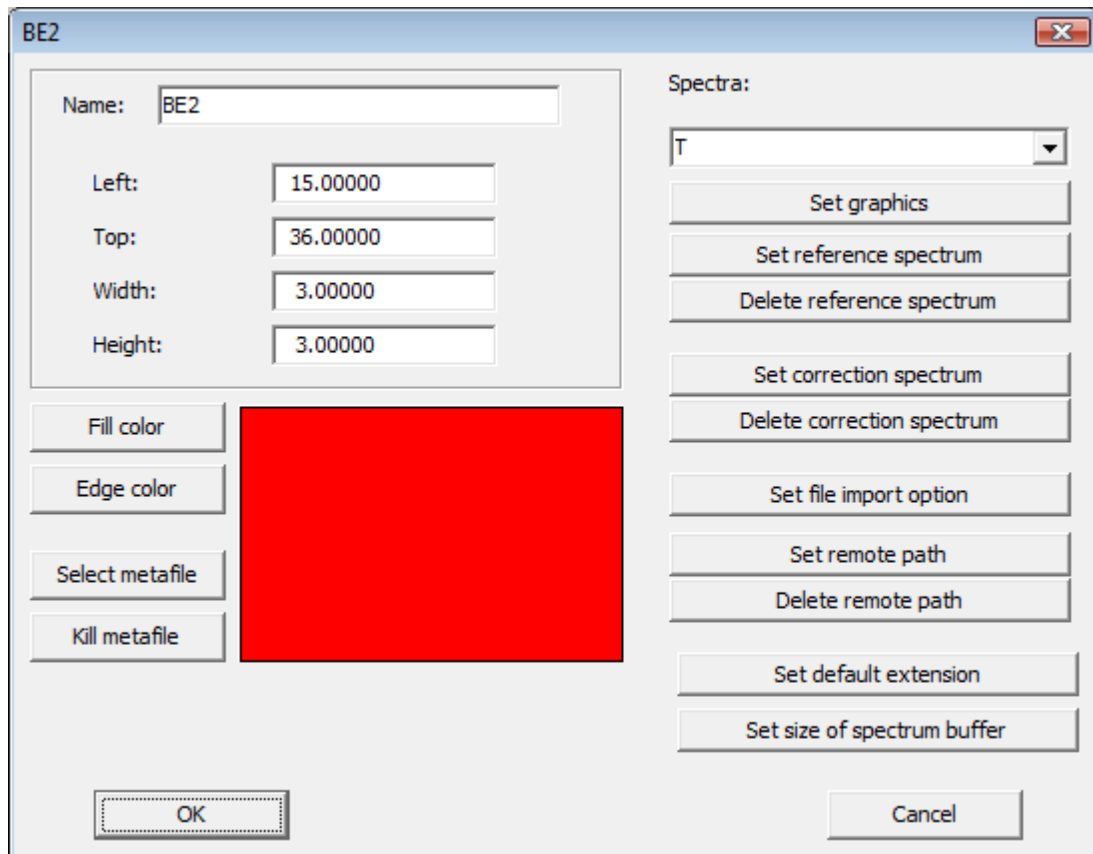 BE2
Name: BE2
Left: 15.00000
Top: 36.00000
Width: 3.00000
Height: 3.00000
Fill color
Edge color
Select metafile
Kill metafile
Spectra:
T
Set graphics
Set reference spectrum
Delete reference spectrum
Set correction spectrum
Delete correction spectrum
Set file import option
Set remote path
Delete remote path
Set default extension
Set size of spectrum buffer
OK
Cancel